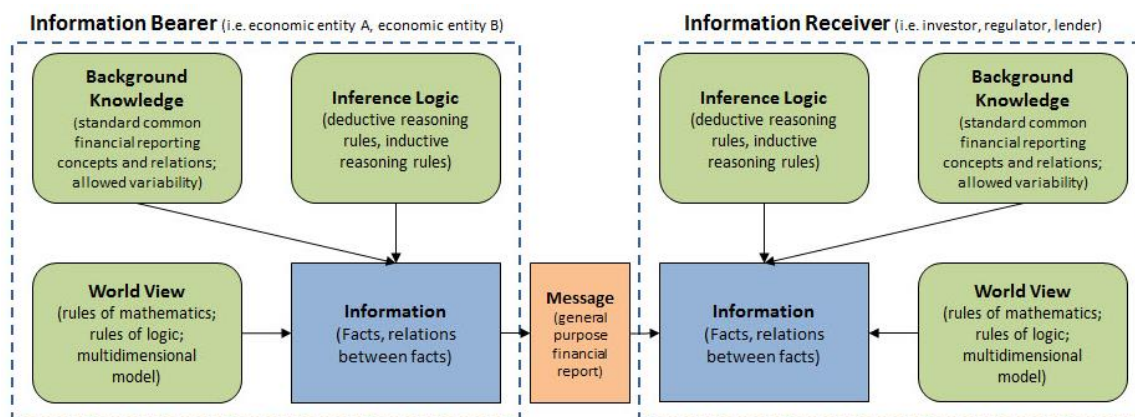 Information Bearer (i.e. economic entity A, economic entity B)
Information Receiver (i.e. investor, regulator, lender)
Background
Knowledge
(standard common
financial reporting
concepts and relations;
allowed variability)
Inference Logic
(deductive reasoning
rules, inductive
reasoning rules)
Inference Logic
(deductive reasoning
rules, inductive
reasoning rules)
Background
Knowledge
(standard common
financial reporting
concepts and relations;
allowed variability)
World View
(rules of mathematics;
rules of logic;
multidimensional
model)
Information
(Facts, relations
between facts)
Message
(general
purpose
financial
report)
Information
(Facts, relations
between facts)
World View
(rules of mathematics;
rules of logic;
multidimensional
model)